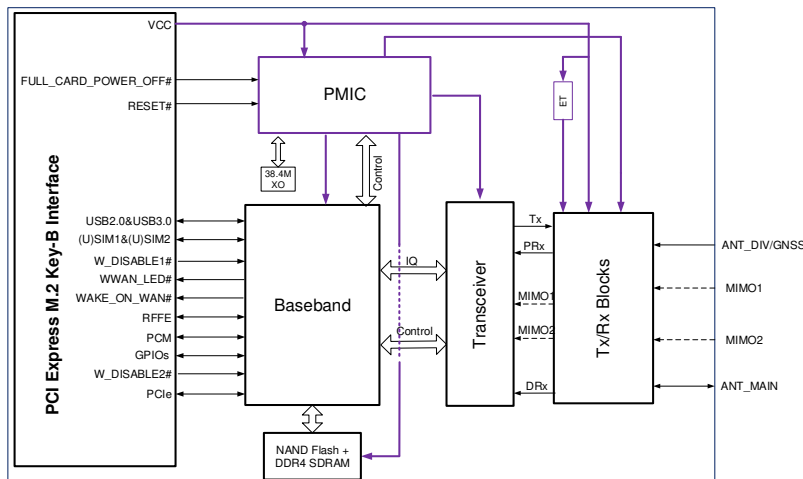 VCC
FULL_CARD_POWER_OFF#
RESET#
PCI Express M.2 Key-B Interface
USB2.0&USB3.0
(U)SIM1&(U)SIM2
W_DISABLE1#
WWAN_LED#
WAKE_ON_WAN#
RFFE
PCM
GPIOs
W_DISABLE2#
PCIe
PMIC
38.4M
XO
Control
Baseband
NAND Flash +
DDR4 SDRAM
IQ
Control
Transceiver
Tx
PRx
MIMO1
MIMO2
DRx
ET
Tx/Rx Blocks
ANT_DIV/GNSS
MIMO1
MIMO2
ANT_MAIN